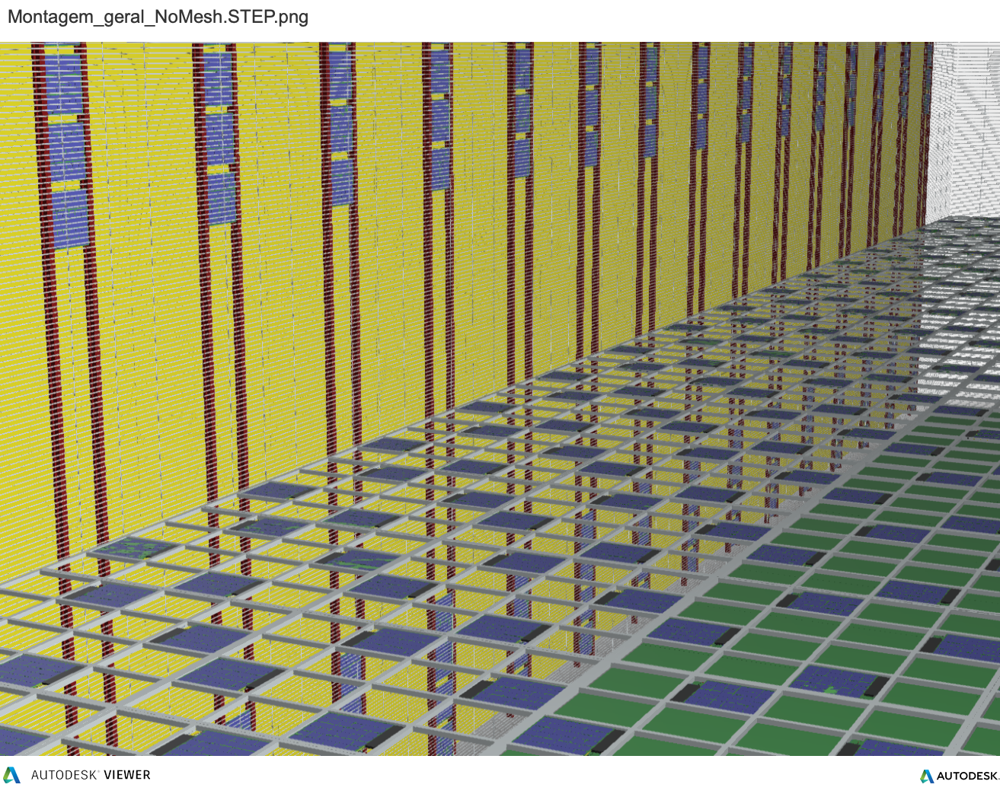 Montagem_geral_NoMesh.STEP.png
AUTODESK® VIEWER
AUTODESK.